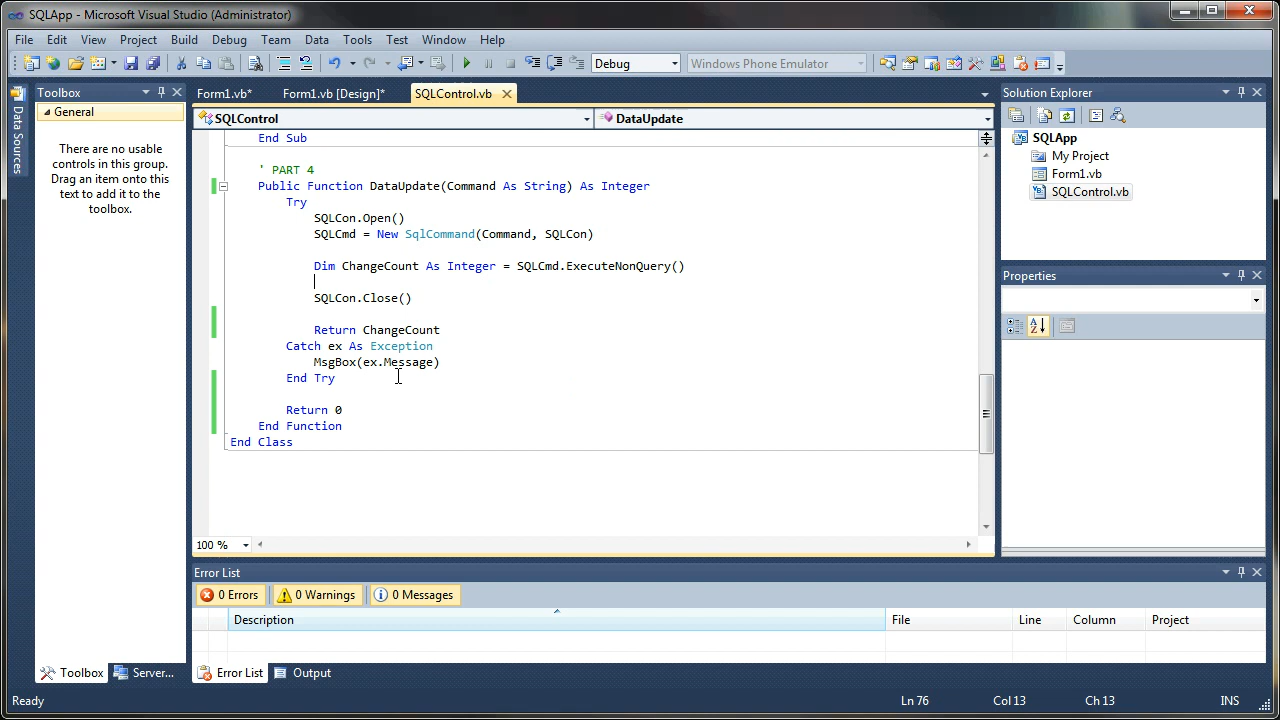 SQLApp - Microsoft Visual Studio (Administrator)
File Edit View Project Build Debug Team Data Tools Test Window Help
Debug Windows Phone Emulator
Toolbox
General
There are no usable
controls in this group.
Drag an item onto this
text to add it to the
toolbox.
Data Sources
Form1.vb* Form1.vb [Design]* SQLControl.vb
SQLControl DataUpdate
End Sub
' PART 4
Public Function DataUpdate(Command As String) As Integer
Try
SQLCon.Open()
SQLCmd = New SqlCommand(Command, SQLCon)
Dim ChangeCount As Integer = SQLCmd.ExecuteNonQuery()
SQLCon.Close()
Return ChangeCount
Catch ex As Exception
MsgBox(ex.Message)
End Try
Return 0
End Function
End Class
100 %
Solution Explorer
SQLApp
My Project
Form1.vb
SQLControl.vb
Properties
Error List
0 Errors 0 Warnings 0 Messages
Description File Line Column Project
Toolbox Server... Error List Output
Ready Ln 76 Col 13 Ch 13 INS